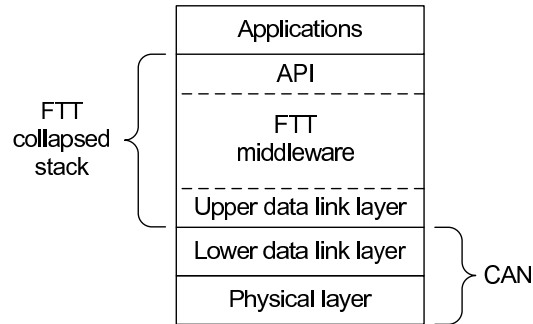 Applications
API
FTT
collapsed
stack
FTT
middleware
Upper data link layer
Lower data link layer
CAN
Physical layer